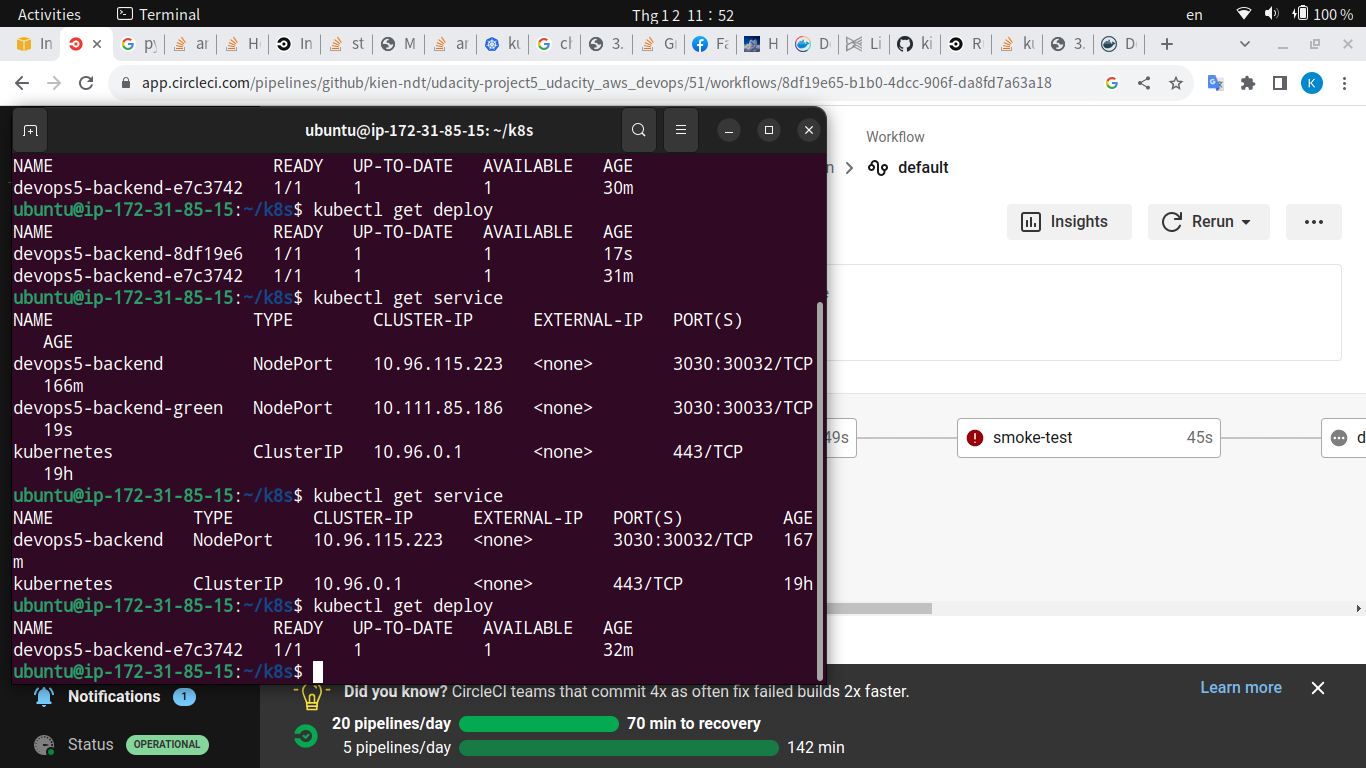 Activities Terminal Thg 1 2 11 : 52 en 100 %
In G py ar H In st M ar ku G ch 3. Gi Fa H D Li ki R ku 3. D
app.circleci.com/pipelines/github/kien-ndt/udacity-project5_udacity_aws_devops/51/workflows/8df19e65-b1b0-4dcc-906f-da8fd7a63a18 K
ubuntu@ip-172-31-85-15: ~/k8s
NAME READY UP-TO-DATE AVAILABLE AGE
devops5-backend-e7c3742 1/1 1 1 30m
ubuntu@ip-172-31-85-15:~/k8s$ kubectl get deploy
NAME READY UP-TO-DATE AVAILABLE AGE
devops5-backend-8df19e6 1/1 1 1 17s
devops5-backend-e7c3742 1/1 1 1 31m
ubuntu@ip-172-31-85-15:~/k8s$ kubectl get service
NAME TYPE CLUSTER-IP EXTERNAL-IP PORT(S)
AGE
devops5-backend NodePort 10.96.115.223 <none> 3030:30032/TCP
166m
devops5-backend-green NodePort 10.111.85.186 <none> 3030:30033/TCP
19s
kubernetes ClusterIP 10.96.0.1 <none> 443/TCP
19h
ubuntu@ip-172-31-85-15:~/k8s$ kubectl get service
NAME TYPE CLUSTER-IP EXTERNAL-IP PORT(S) AGE
devops5-backend NodePort 10.96.115.223 <none> 3030:30032/TCP 167
m
kubernetes ClusterIP 10.96.0.1 <none> 443/TCP 19h
ubuntu@ip-172-31-85-15:~/k8s$ kubectl get deploy
NAME READY UP-TO-DATE AVAILABLE AGE
devops5-backend-e7c3742 1/1 1 1 32m
ubuntu@ip-172-31-85-15:~/k8s$
Workflow
n > default
Insights Rerun
49s smoke-test 45s d
Notifications 1
Status OPERATIONAL
Did you know? CircleCI teams that commit 4x as often fix failed builds 2x faster. Learn more
20 pipelines/day 70 min to recovery
5 pipelines/day 142 min